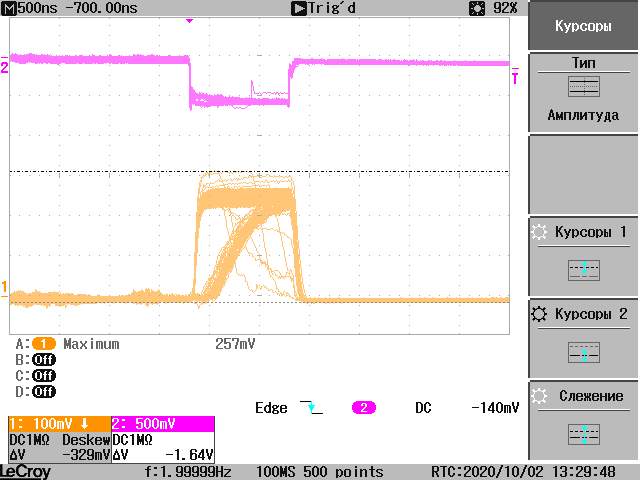 M 500ns -700.00ns Trig'd 92%
Курсоры
Тип
Амплитуда
2
T
Курсоры 1
1
Курсоры 2
A: 1 Maximum 257mV
B: Off
C: Off
D: Off
Слежение
Edge 2 DC -140mV
1: 100mV ↓ 2: 500mV
DC1MΩ Deskew DC1MΩ
ΔV -329mV ΔV -1.64V
LeCroy f:1.99999Hz 100MS 500 points RTC:2020/10/02 13:29:48